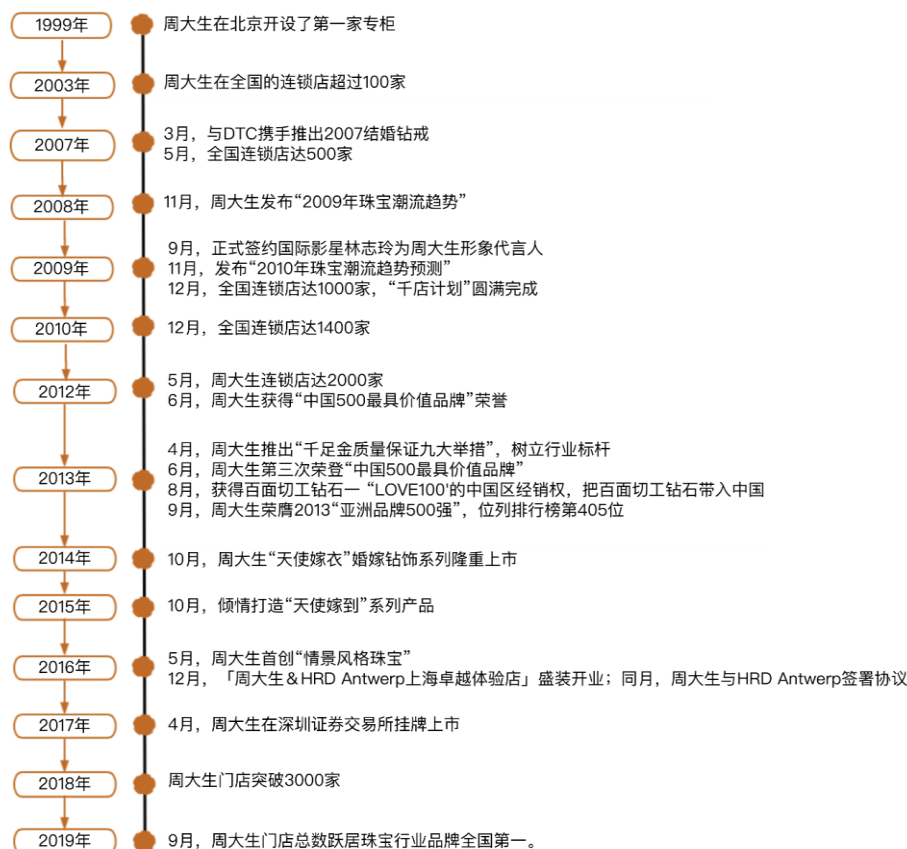 1999年
周大生在北京开设了第一家专柜
2003年
周大生在全国的连锁店超过100家
2007年
3月，与DTC携手推出2007结婚钻戒
5月，全国连锁店达500家
2008年
11月，周大生发布“2009年珠宝潮流趋势”
2009年
9月，正式签约国际影星林志玲为周大生形象代言人
11月，发布“2010年珠宝潮流趋势预测”
12月，全国连锁店达1000家，“千店计划”圆满完成
2010年
12月，全国连锁店达1400家
2012年
5月，周大生连锁店达2000家
6月，周大生获得“中国500最具价值品牌”荣誉
2013年
4月，周大生推出“千足金质量保证九大举措”，树立行业标杆
6月，周大生第三次荣登“中国500最具价值品牌”
8月，获得百面切工钻石一 “LOVE100'的中国区经销权，把百面切工钻石带入中国
9月，周大生荣膺2013“亚洲品牌500强”，位列排行榜第405位
2014年
10月，周大生“天使嫁衣”婚嫁钻饰系列隆重上市
2015年
10月，倾情打造“天使嫁到”系列产品
2016年
5月，周大生首创“情景风格珠宝”
12月，「周大生＆HRD Antwerp上海卓越体验店」盛装开业；同月，周大生与HRD Antwerp签署协议
2017年
4月，周大生在深圳证券交易所挂牌上市
2018年
周大生门店突破3000家
2019年
9月，周大生门店总数跃居珠宝行业品牌全国第一。